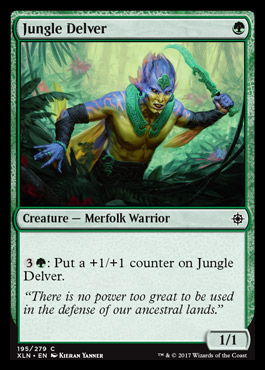 Jungle Delver
Creature — Merfolk Warrior
3: Put a +1/+1 counter on Jungle
Delver.
“There is no power too great to be used
in the defense of our ancestral lands.”
1/1
195/279 C
XLN • EN KIERAN YANNER
™ & © 2017 Wizards of the Coast